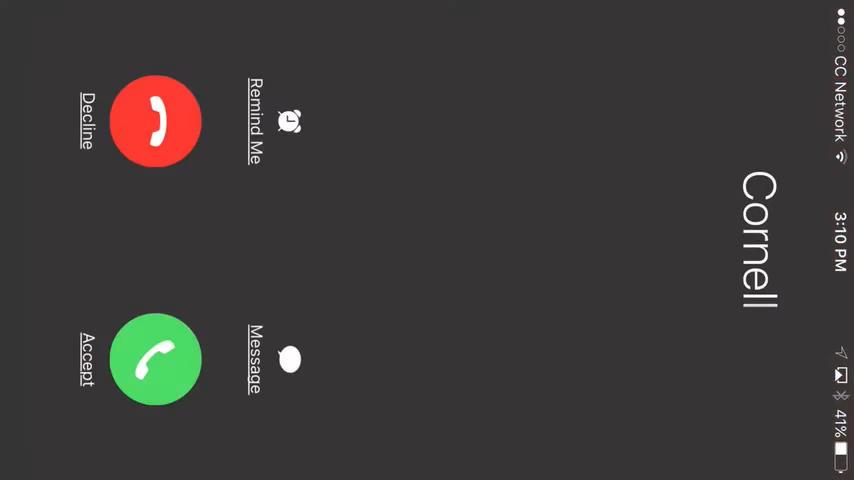 CC Network 3:10 PM 41%
Cornell
Remind Me Message
Decline Accept